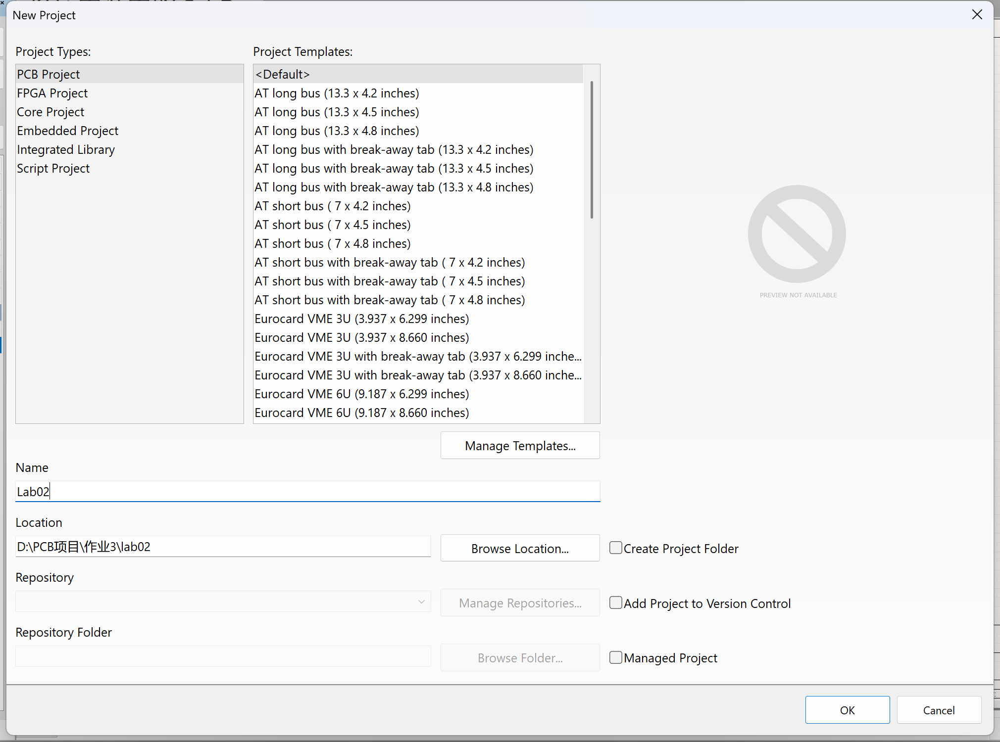 New Project
Project Types:
PCB Project
FPGA Project
Core Project
Embedded Project
Integrated Library
Script Project
Project Templates:
<Default>
AT long bus (13.3 x 4.2 inches)
AT long bus (13.3 x 4.5 inches)
AT long bus (13.3 x 4.8 inches)
AT long bus with break-away tab (13.3 x 4.2 inches)
AT long bus with break-away tab (13.3 x 4.5 inches)
AT long bus with break-away tab (13.3 x 4.8 inches)
AT short bus ( 7 x 4.2 inches)
AT short bus ( 7 x 4.5 inches)
AT short bus ( 7 x 4.8 inches)
AT short bus with break-away tab ( 7 x 4.2 inches)
AT short bus with break-away tab ( 7 x 4.5 inches)
AT short bus with break-away tab ( 7 x 4.8 inches)
Eurocard VME 3U (3.937 x 6.299 inches)
Eurocard VME 3U (3.937 x 8.660 inches)
Eurocard VME 3U with break-away tab (3.937 x 6.299 inche...
Eurocard VME 3U with break-away tab (3.937 x 8.660 inche...
Eurocard VME 6U (9.187 x 6.299 inches)
Eurocard VME 6U (9.187 x 8.660 inches)
PREVIEW NOT AVAILABLE
Manage Templates...
Name
Lab02
Location
D:\PCB项目\作业3\lab02
Browse Location...
Create Project Folder
Repository
Manage Repositories...
Add Project to Version Control
Repository Folder
Browse Folder...
Managed Project
OK
Cancel